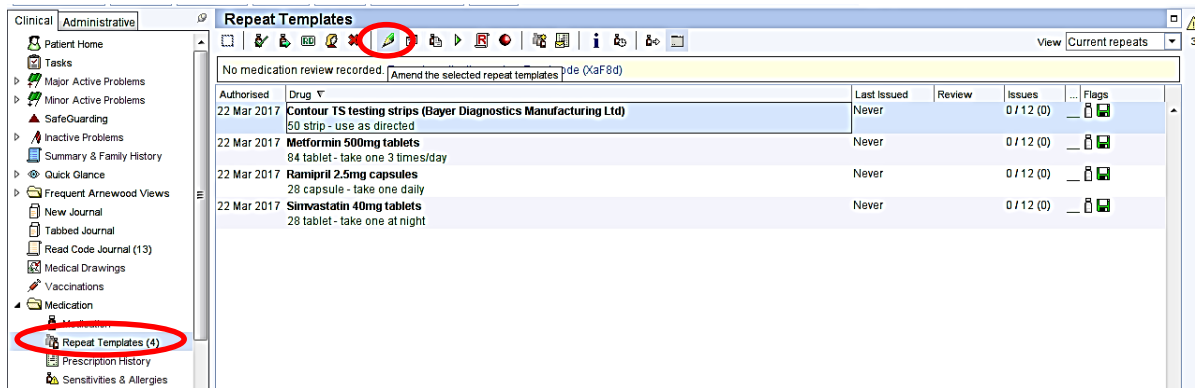 Clinical Administrative
Patient Home
Tasks
Major Active Problems
Minor Active Problems
SafeGuarding
Inactive Problems
Summary & Family History
Quick Glance
Frequent Arnewood Views
New Journal
Tabbed Journal
Read Code Journal (13)
Medical Drawings
Vaccinations
Medication
Medication
Repeat Templates (4)
Prescription History
Sensitivities & Allergies
Repeat Templates
View Current repeats
No medication review recorded. ode (XaF8d)
Amend the selected repeat templates
Authorised Drug Last Issued Review Issues ... Flags
22 Mar 2017 Contour TS testing strips (Bayer Diagnostics Manufacturing Ltd) Never 0 / 12 (0)
50 strip - use as directed
22 Mar 2017 Metformin 500mg tablets Never 0 / 12 (0)
84 tablet - take one 3 times/day
22 Mar 2017 Ramipril 2.5mg capsules Never 0 / 12 (0)
28 capsule - take one daily
22 Mar 2017 Simvastatin 40mg tablets Never 0 / 12 (0)
28 tablet - take one at night